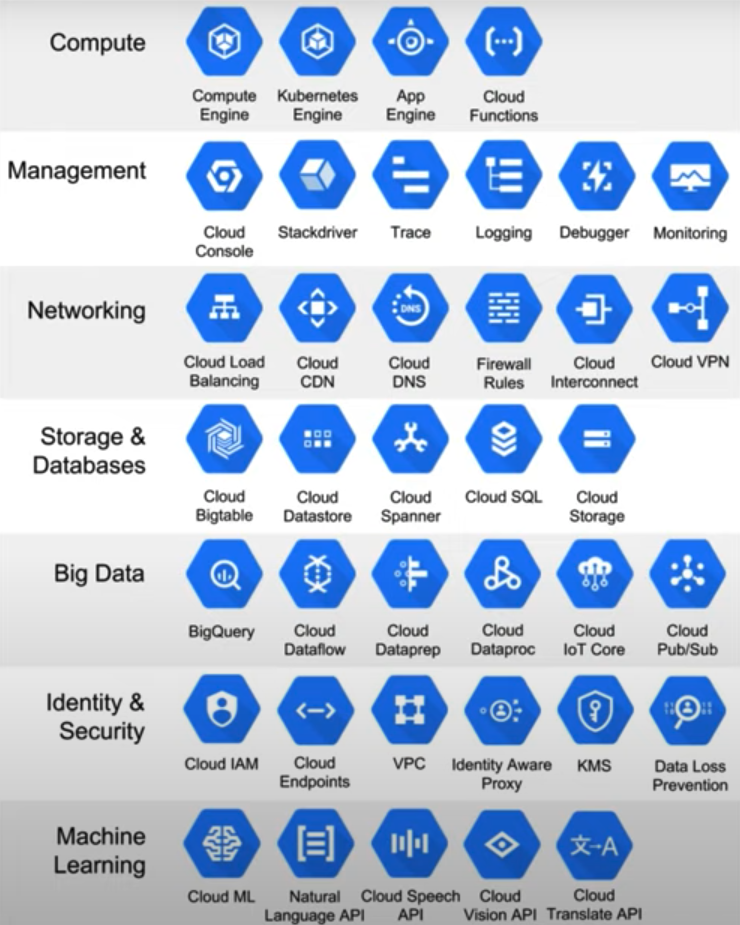 Compute
Compute
Engine
Kubernetes
Engine
App
Engine
Cloud
Functions
Management
Cloud
Console
Stackdriver
Trace
Logging
Debugger
Monitoring
Networking
Cloud Load
Balancing
Cloud
CDN
DNS
Cloud
DNS
Firewall
Rules
Cloud
Interconnect
Cloud VPN
Storage &
Databases
Cloud
Bigtable
Cloud
Datastore
Cloud
Spanner
Cloud SQL
Cloud
Storage
Big Data
BigQuery
Cloud
Dataflow
Cloud
Dataprep
Cloud
Dataproc
Cloud
IoT Core
Cloud
Pub/Sub
Identity &
Security
Cloud IAM
Cloud
Endpoints
VPC
Identity Aware
Proxy
KMS
Data Loss
Prevention
Machine
Learning
Cloud ML
Natural
Language API
Cloud Speech
API
Cloud
Vision API
文→A
Cloud
Translate API